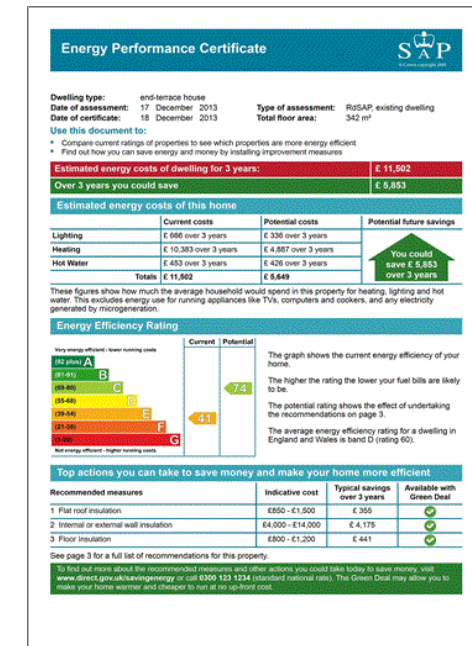 Energy Performance Certificate
SAP
Dwelling type: end-terrace house
Date of assessment: 17 December 2013 Type of assessment: RdSAP, existing dwelling
Date of certificate: 18 December 2013 Total floor area: 342 m²
Use this document to:
• Compare current ratings of properties to see which properties are more energy efficient
• Find out how you can save energy and money by installing improvement measures
Estimated energy costs of dwelling for 3 years: £ 11,502
Over 3 years you could save £ 5,853
Estimated energy costs of this home
Current costs Potential costs Potential future savings
Lighting £ 666 over 3 years £ 336 over 3 years
Heating £ 10,383 over 3 years £ 4,887 over 3 years
Hot Water £ 453 over 3 years £ 426 over 3 years
Totals £ 11,502 £ 5,649
You could
save £ 5,853
over 3 years
These figures show how much the average household would spend in this property for heating, lighting and hot
water. This excludes energy use for running appliances like TVs, computers and cookers, and any electricity
generated by microgeneration.
Energy Efficiency Rating
Current Potential
Very energy efficient - lower running costs
(92 plus) A
(81-91) B
(69-80) C
(55-68) D
(39-54) E
(21-38) F
(1-20) G
Not energy efficient - higher running costs
41
74
The graph shows the current energy efficiency of your
home.
The higher the rating the lower your fuel bills are likely
to be.
The potential rating shows the effect of undertaking
the recommendations on page 3.
The average energy efficiency rating for a dwelling in
England and Wales is band D (rating 60).
Top actions you can take to save money and make your home more efficient
Recommended measures Indicative cost Typical savings over 3 years Available with Green Deal
1 Flat roof insulation £850 - £1,500 £ 355
2 Internal or external wall insulation £4,000 - £14,000 £ 4,175
3 Floor insulation £800 - £1,200 £ 441
See page 3 for a full list of recommendations for this property.
To find out more about the recommended measures and other actions you could take today to save money, visit
www.direct.gov.uk/savingenergy or call 0300 123 1234 (standard national rate). The Green Deal may allow you to
make your home warmer and cheaper to run at no up-front cost.